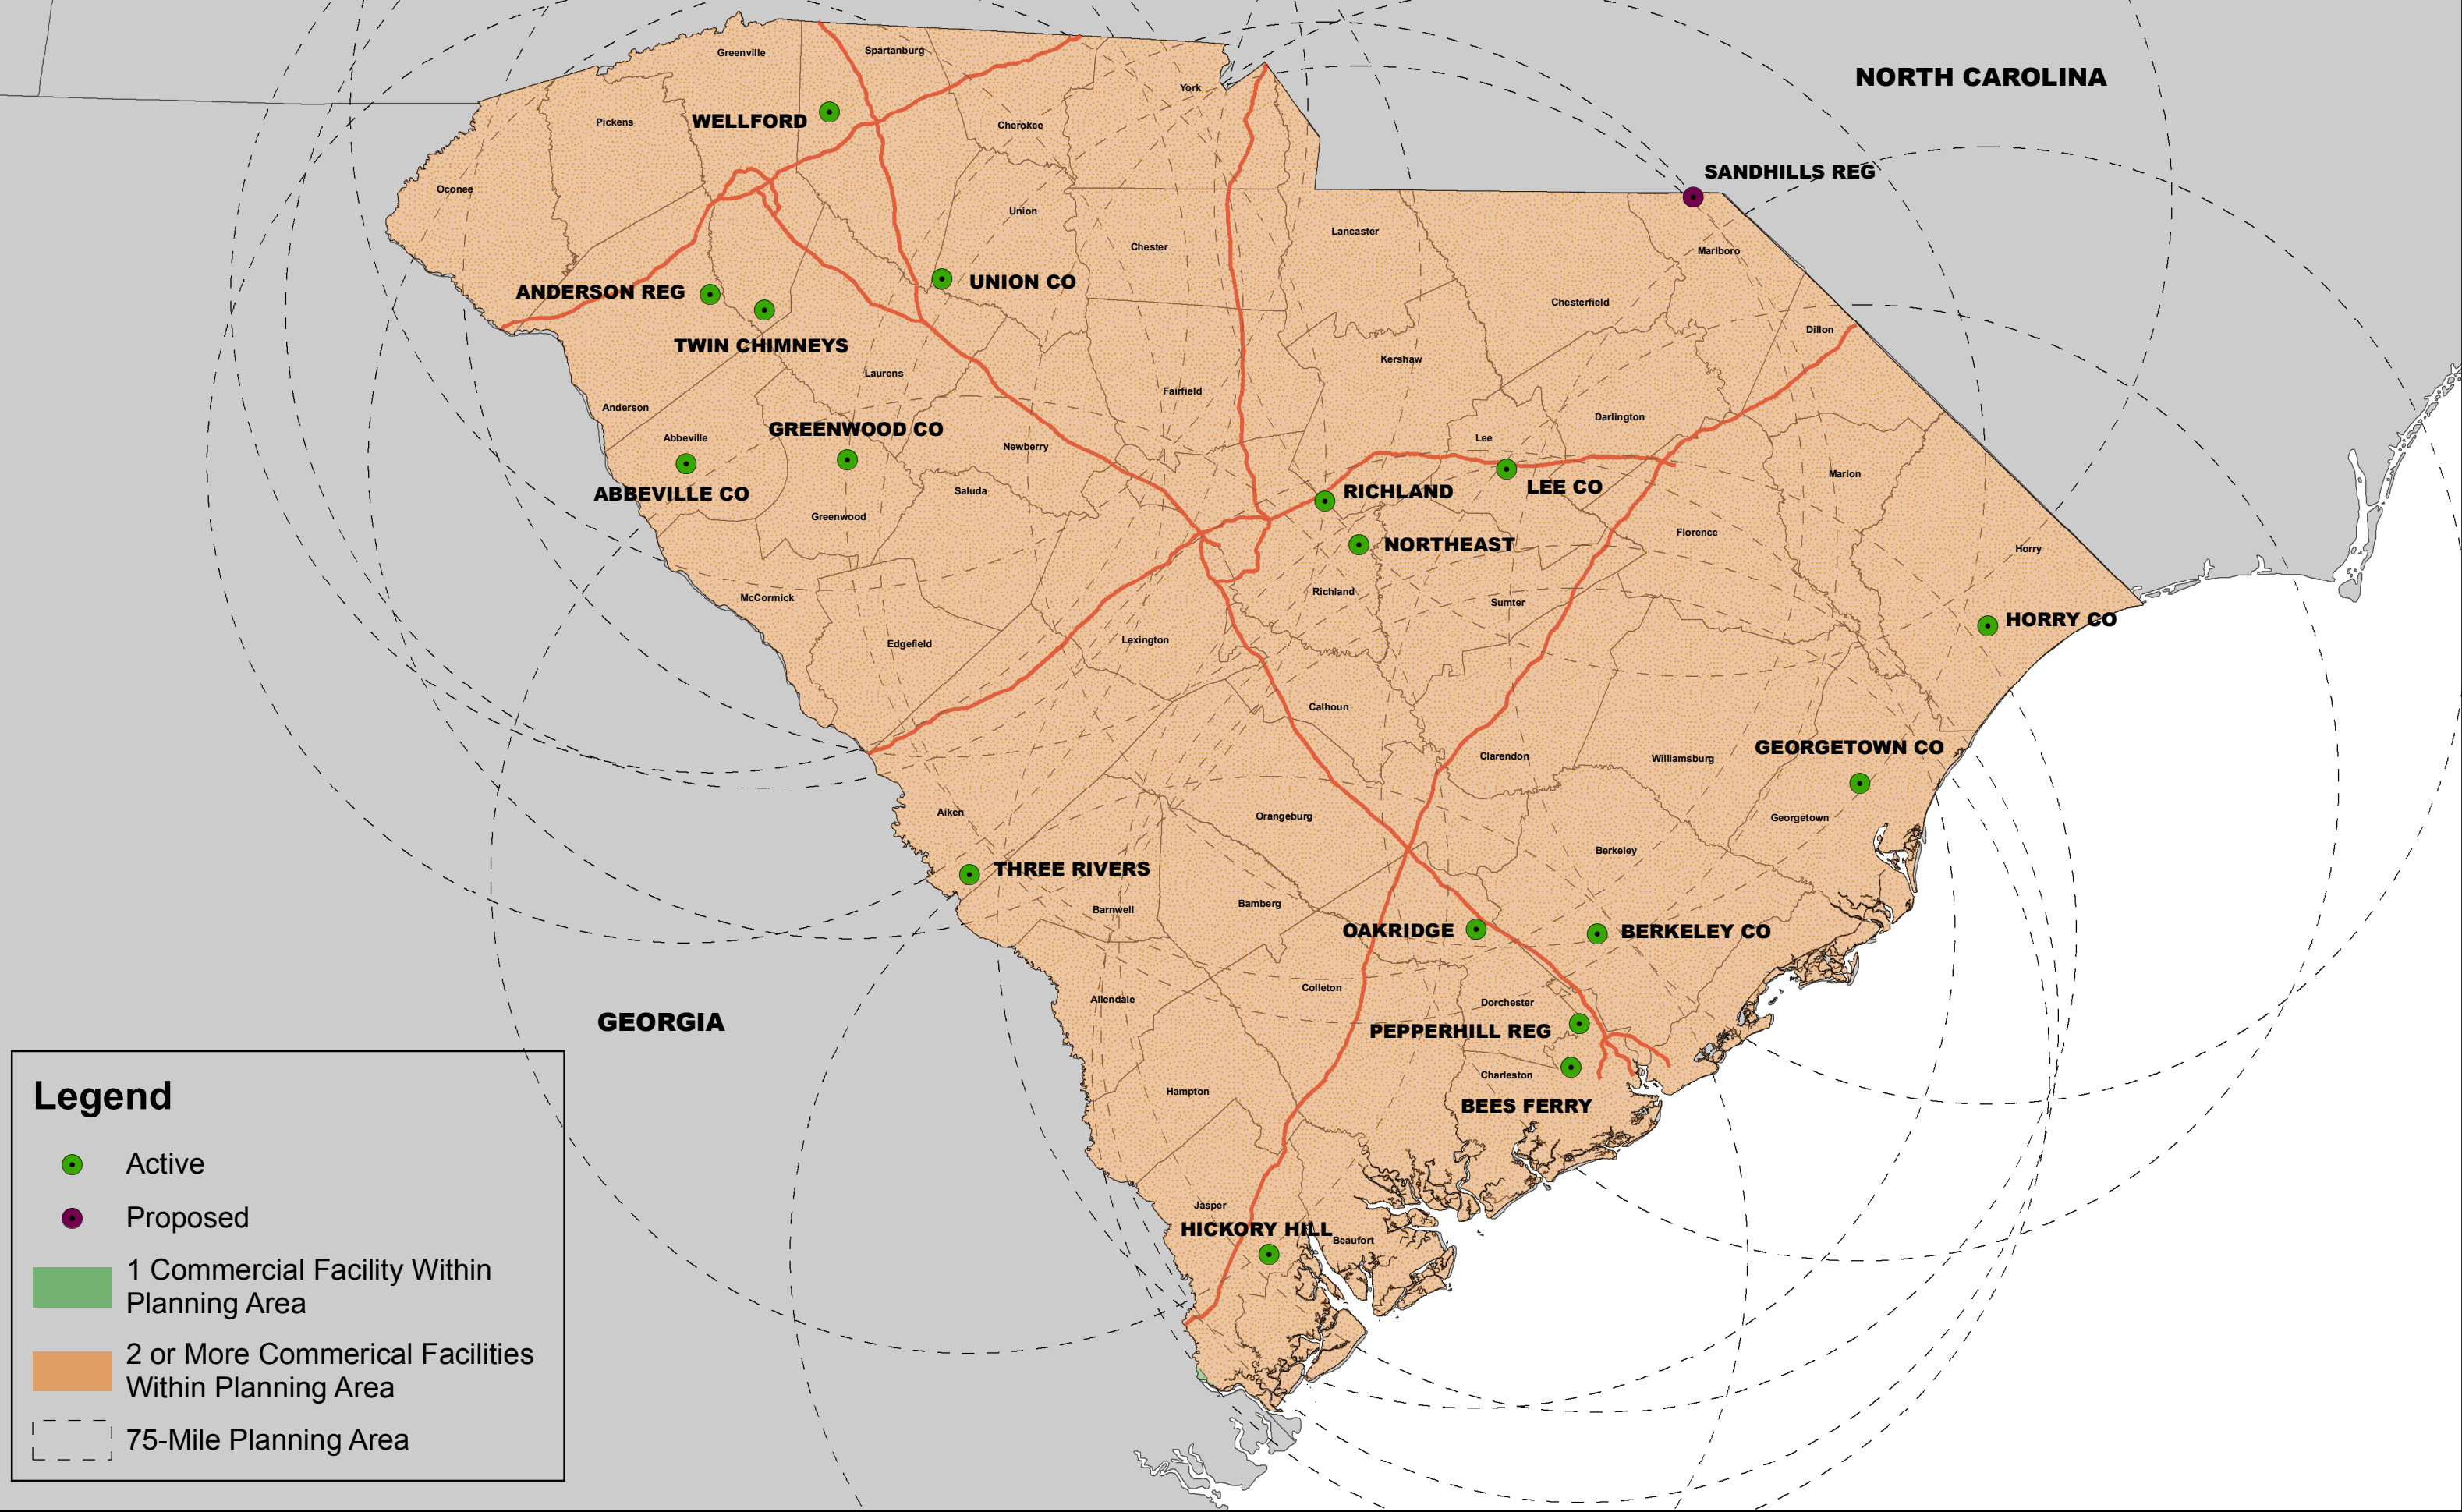 Greenville
Spartanburg
NORTH CAROLINA
York
WELLFORD
Pickens
Cherokee
SANDHILLS REG
Oconee
Union
Lancaster
Chester
Marlboro
UNION CO
ANDERSON REG
Chesterfield
Dillon
TWIN CHIMNEYS
Kershaw
Laurens
Fairfield
Anderson
Darlington
GREENWOOD CO
Abbeville
Lee
Newberry
Marion
ABBEVILLE CO
Saluda
RICHLAND
LEE CO
Greenwood
Florence
NORTHEAST
Horry
McCormick
Richland
Sumter
HORRY CO
Edgefield
Lexington
Calhoun
GEORGETOWN CO
Clarendon
Williamsburg
Aiken
Orangeburg
Georgetown
Berkeley
THREE RIVERS
Barnwell
Bamberg
OAKRIDGE
BERKELEY CO
Colleton
Allendale
Dorchester
GEORGIA
PEPPERHILL REG
Charleston
Hampton
BEES FERRY
Jasper
HICKORY HILL
Beaufort
Legend
Active
Proposed
1 Commercial Facility Within
Planning Area
2 or More Commerical Facilities
Within Planning Area
75-Mile Planning Area